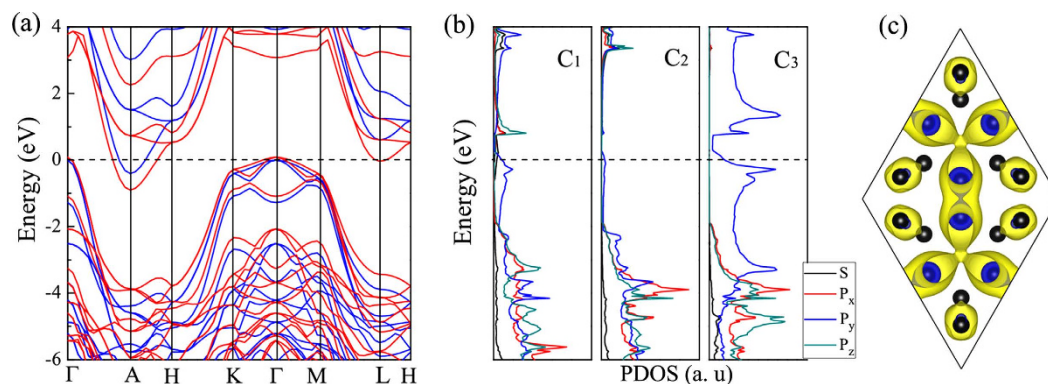 (a)
(b)
(c)
4
2
0
-2
-4
-6
Energy (eV)
Γ A H K Γ M L H
Energy (eV)
C1
C2
C3
S
Px
Py
Pz
PDOS (a. u)